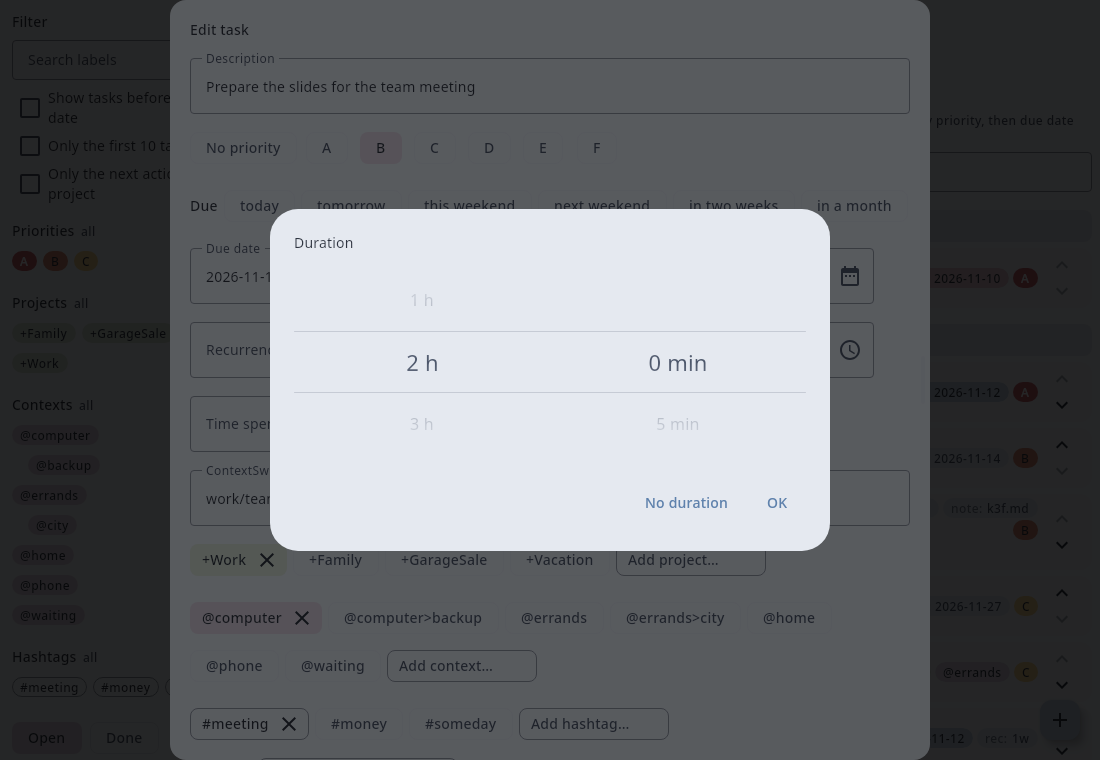 Filter
Search labels
Show tasks before
date
Only the first 10 ta
Only the next actio
project
Priorities all
A B C
Projects all
+Family +GarageSale
+Work
Contexts all
@computer
@backup
@errands
@city
@home
@phone
@waiting
Hashtags all
#meeting #money
Open Done
Edit task
Description
Prepare the slides for the team meeting
No priority A B C D E F
Due today tomorrow this weekend next weekend in two weeks in a month
Due date
2026-11-1
Recurrenc
Time sper
ContextSw
work/tear
+Work +Family +GarageSale +Vacation Add project…
@computer @computer>backup @errands @errands>city @home
@phone @waiting Add context…
#meeting #money #someday Add hashtag…
Duration
1 h
2 h 0 min
3 h 5 min
No duration OK
priority, then due date
2026-11-10 A
2026-11-12 A
2026-11-14 B
note: k3f.md
B
2026-11-27 C
@errands C
11-12 rec: 1w